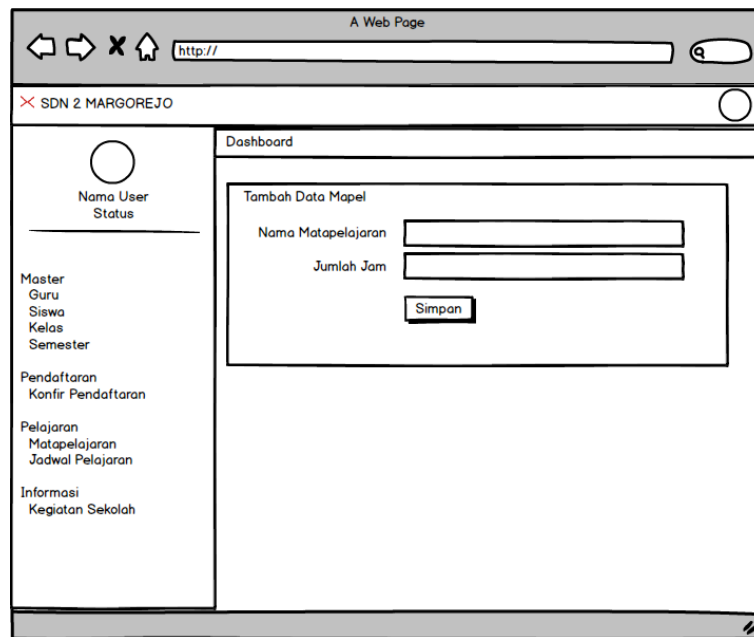 A Web Page
http://
SDN 2 MARGOREJO
Nama User
Status
Master
Guru
Siswa
Kelas
Semester
Pendaftaran
Konfir Pendaftaran
Pelajaran
Matapelajaran
Jadwal Pelajaran
Informasi
Kegiatan Sekolah
Dashboard
Tambah Data Mapel
Nama Matapelajaran
Jumlah Jam
Simpan